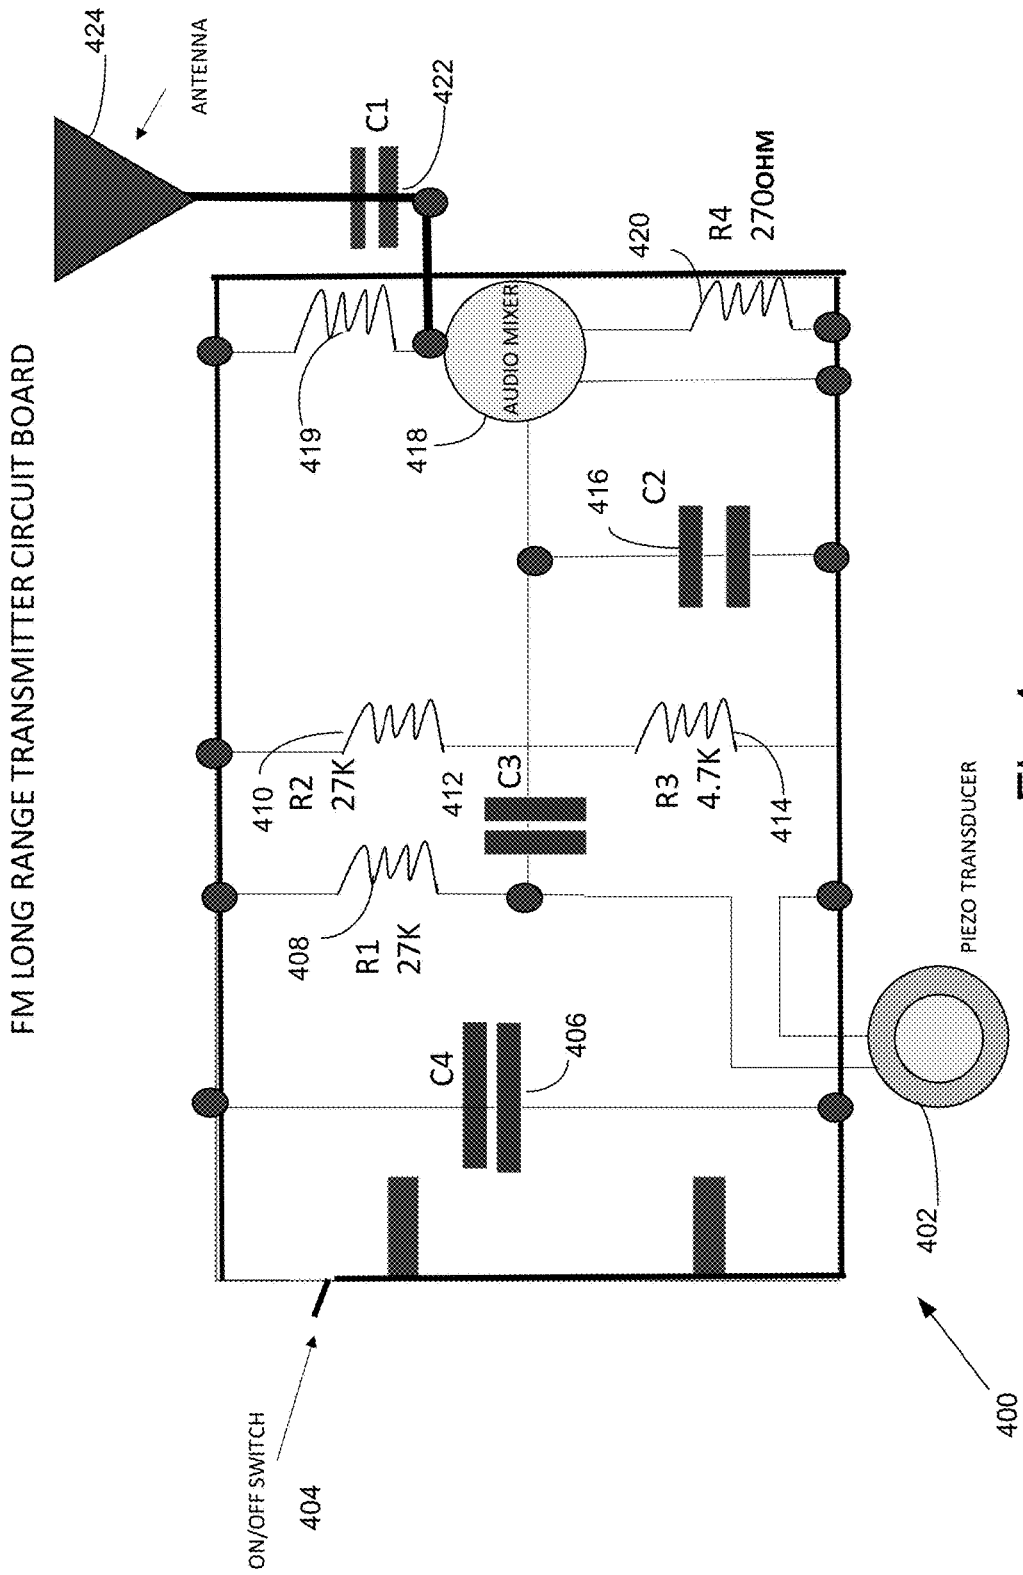 FM LONG RANGE TRANSMITTER CIRCUIT BOARD
424
ANTENNA
C1
422
419
418
AUDIO MIXER
420
R4
270OHM
416
C2
410
R2
27K
412
C3
R3
4.7K
414
408
R1
27K
C4
406
PIEZO TRANSDUCER
402
ON/OFF SWITCH
404
400